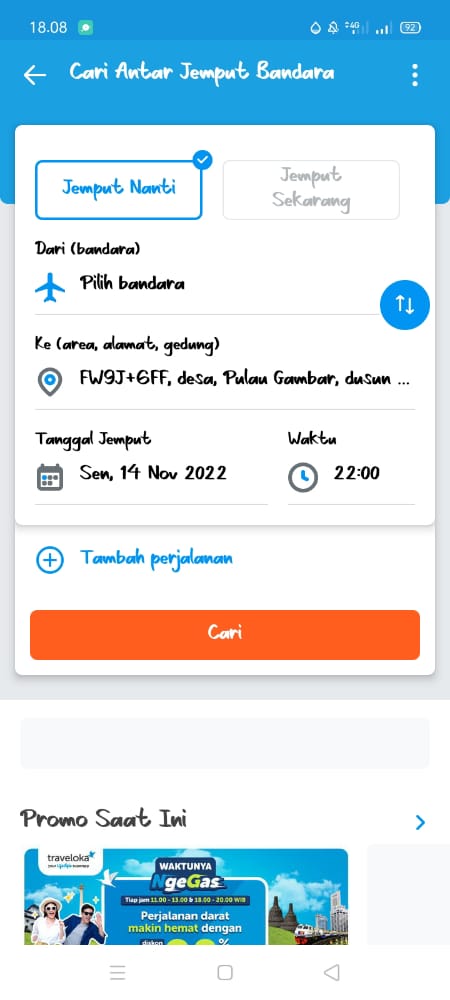 18.08
4G
92
Cari Antar Jemput Bandara
Jemput Nanti
Jemput
Sekarang
Dari (bandara)
Pilih bandara
Ke (area, alamat, gedung)
FW9J+6FF, desa, Pulau Gambar, dusun ...
Tanggal Jemput
Waktu
Sen, 14 Nov 2022
22:00
Tambah perjalanan
Cari
Promo Saat Ini
traveloka
your lifestyle superapp
WAKTUNYA
NgeGas
Tiap jam 11.00 - 13.00 & 18.00 - 20.00 WIB
Perjalanan darat
makin hemat dengan
diskon
%